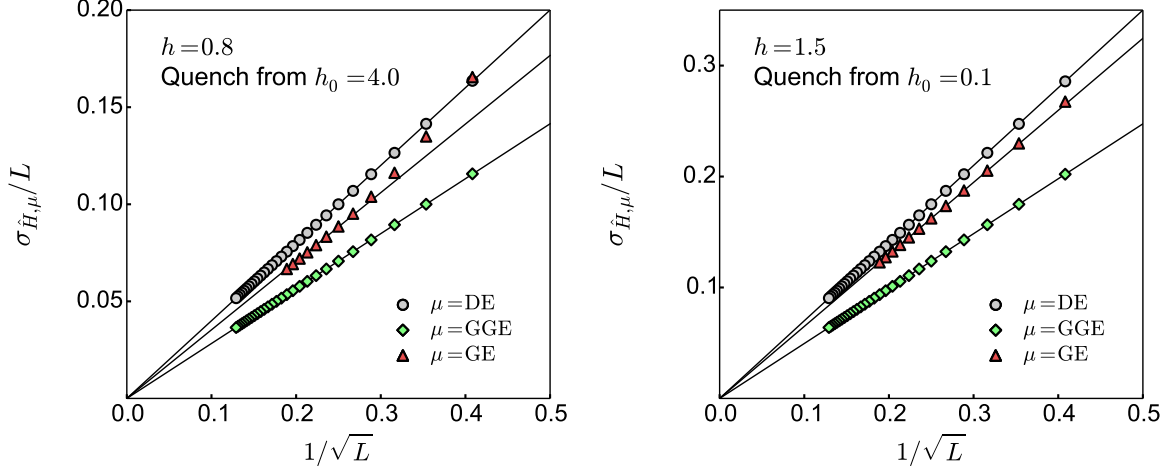 0.20
0.15
0.10
0.05
σ_{Ĥ,μ}/L
h=0.8
Quench from h₀=4.0
μ=DE
μ=GGE
μ=GE
0.0 0.1 0.2 0.3 0.4 0.5
1/√L
0.3
0.2
0.1
σ_{Ĥ,μ}/L
h=1.5
Quench from h₀=0.1
μ=DE
μ=GGE
μ=GE
0.0 0.1 0.2 0.3 0.4 0.5
1/√L